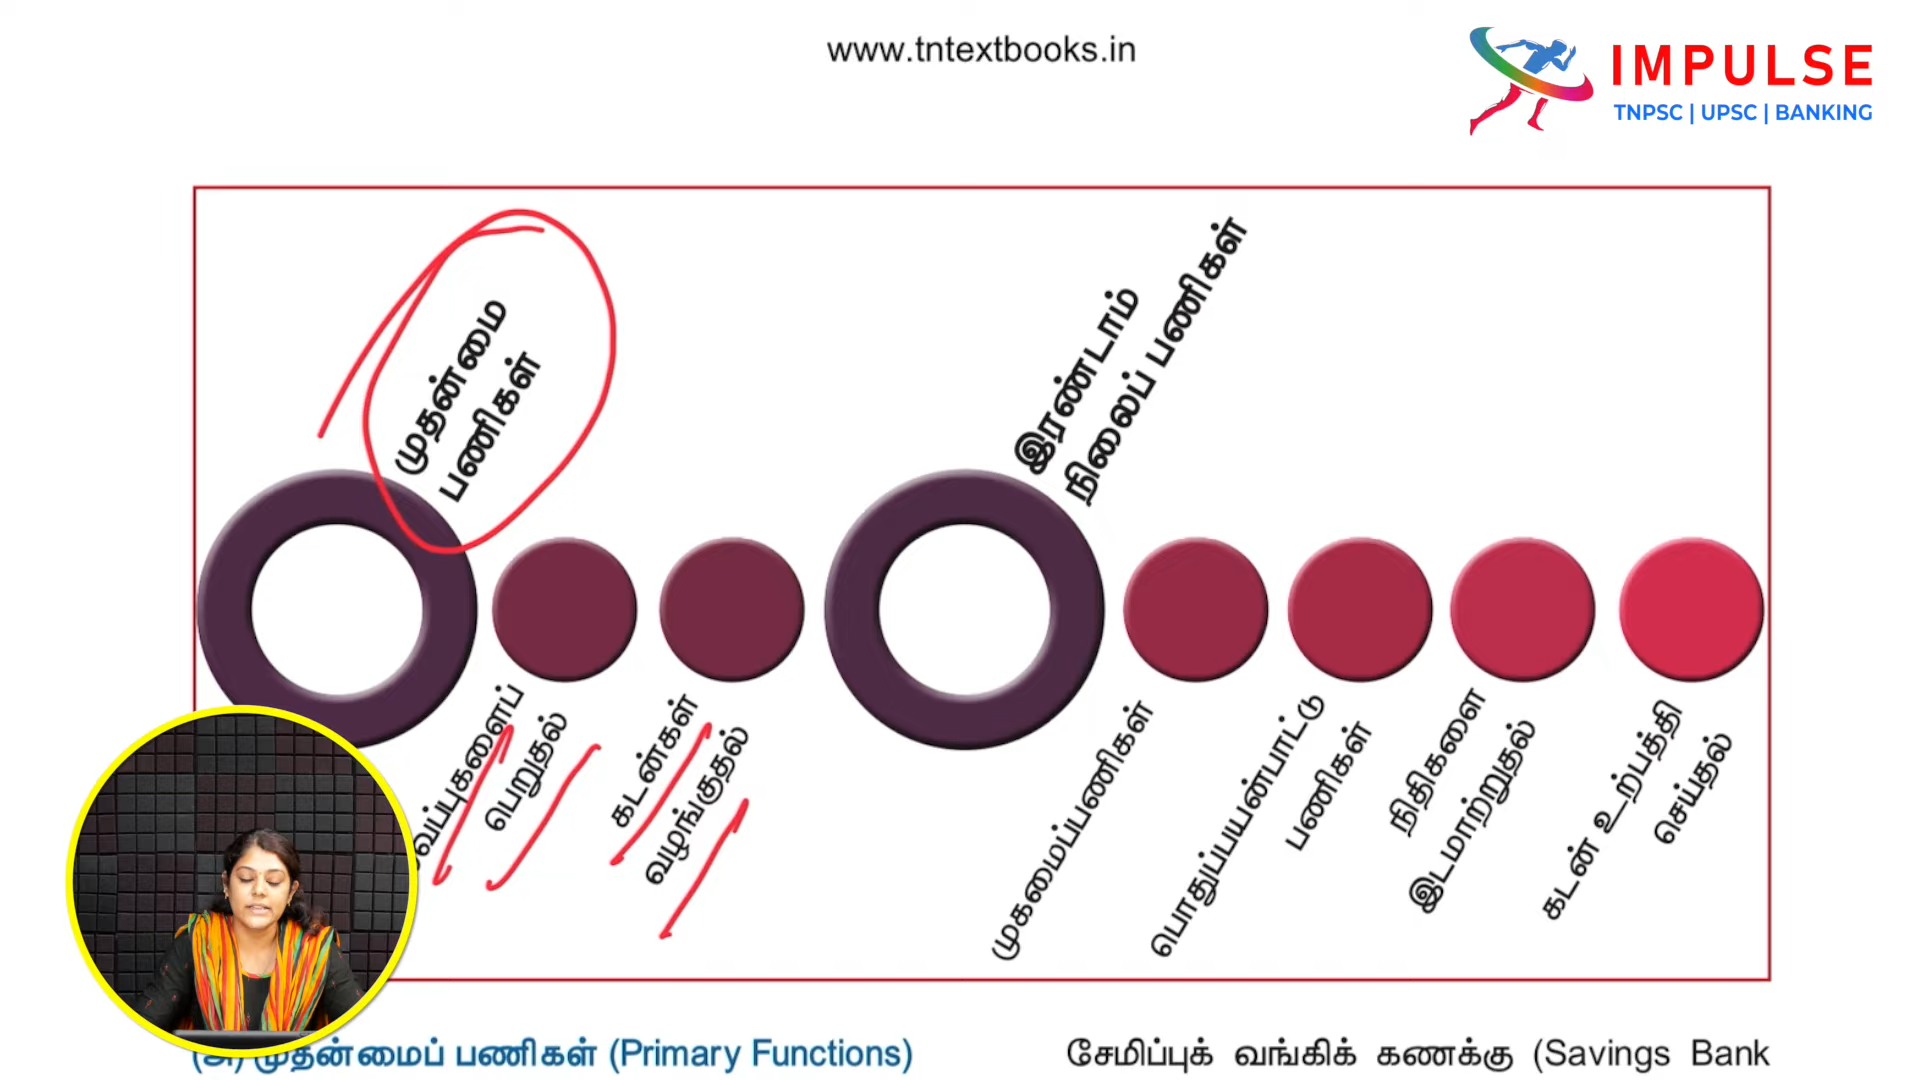 www.tntextbooks.in
IMPULSE
TNPSC | UPSC | BANKING
முதன்மை
பணிகள்
இரண்டாம்
நிலைப் பணிகள்
பெறுதல்
கடன்கள்
வழங்குதல்
முகமைப்பணிகள்
பொதுப்பயன்பாட்டு
பணிகள்
நிதிகளை
இடமாற்றுதல்
கடன் உற்பத்தி
செய்தல்
முதன்மைப் பணிகள் (Primary Functions)
சேமிப்புக் வங்கிக் கணக்கு (Savings Bank